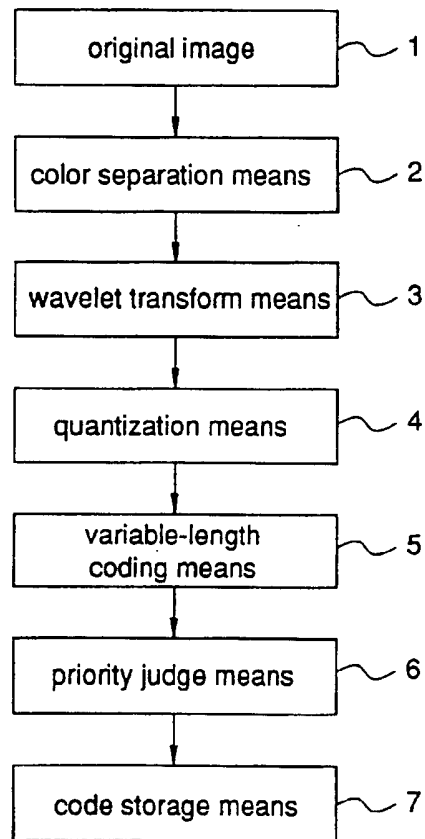 original image 1
color separation means 2
wavelet transform means 3
quantization means 4
variable-length
coding means 5
priority judge means 6
code storage means 7